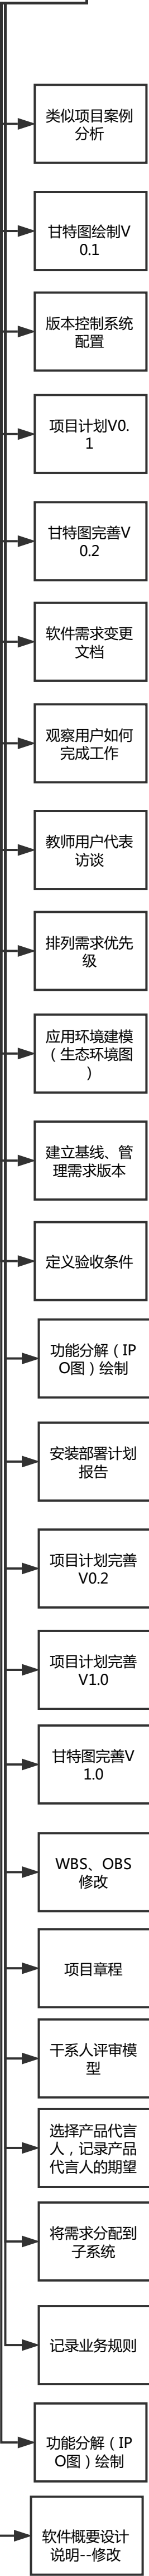 类似项目案例
分析
甘特图绘制V
0.1
版本控制系统
配置
项目计划V0.
1
甘特图完善V
0.2
软件需求变更
文档
观察用户如何
完成工作
教师用户代表
访谈
排列需求优先
级
应用环境建模
（生态环境图
）
建立基线、管
理需求版本
定义验收条件
功能分解（IP
O图）绘制
安装部署计划
报告
项目计划完善
V0.2
项目计划完善
V1.0
甘特图完善V
1.0
WBS、OBS
修改
项目章程
干系人评审模
型
选择产品代言
人，记录产品
代言人的期望
将需求分配到
子系统
记录业务规则
功能分解（IP
O图）绘制
软件概要设计
说明--修改